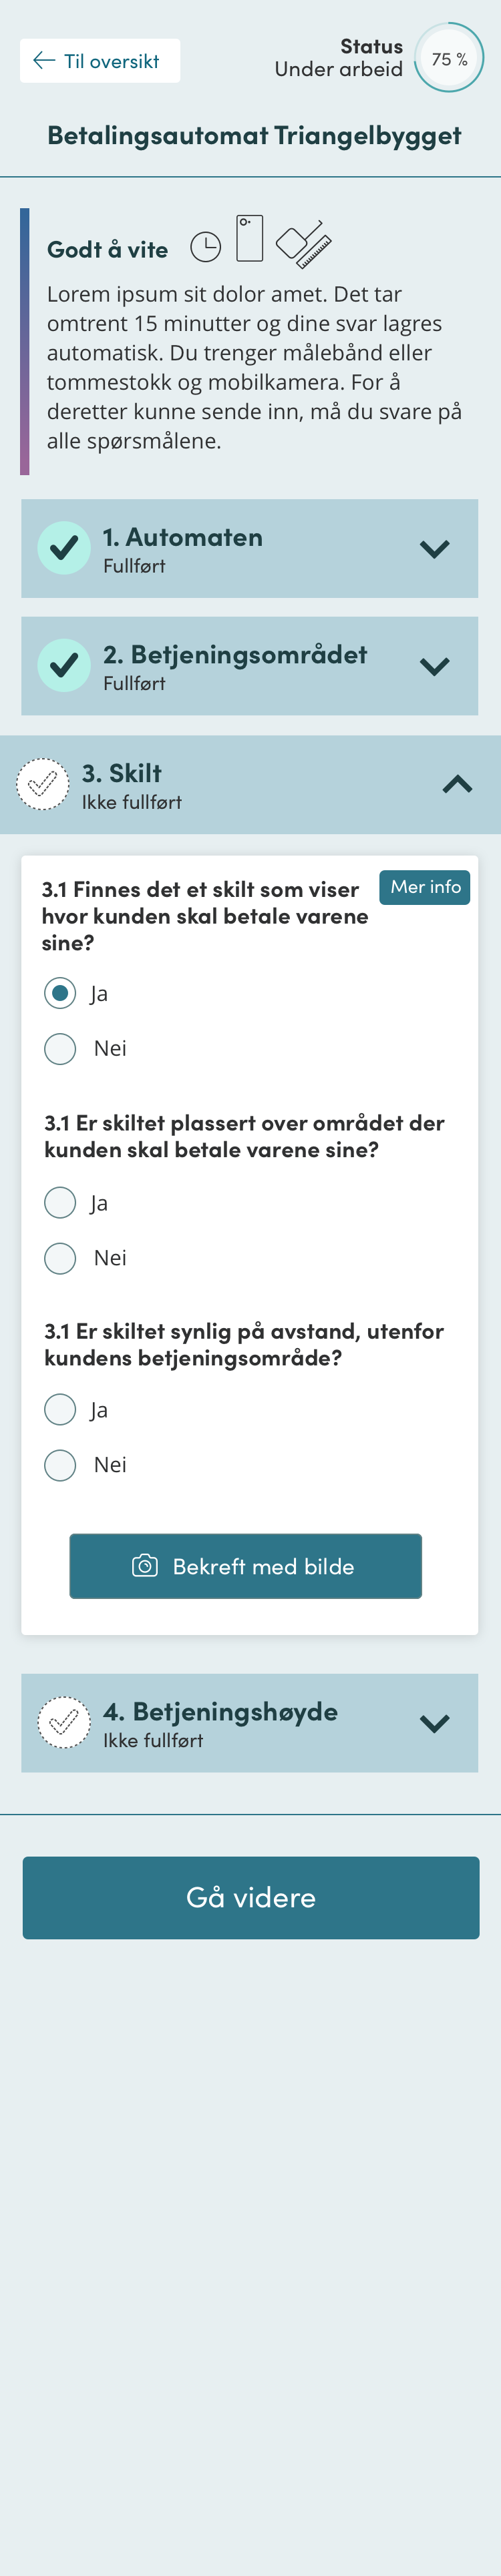 Til oversikt
Status
Under arbeid
75 %
Betalingsautomat Triangelbygget
Godt å vite
Lorem ipsum sit dolor amet. Det tar
omtrent 15 minutter og dine svar lagres
automatisk. Du trenger målebånd eller
tommestokk og mobilkamera. For å
deretter kunne sende inn, må du svare på
alle spørsmålene.
1. Automaten
Fullført
2. Betjeningsområdet
Fullført
3. Skilt
Ikke fullført
3.1 Finnes det et skilt som viser
hvor kunden skal betale varene
sine?
Mer info
Ja
Nei
3.1 Er skiltet plassert over området der
kunden skal betale varene sine?
Ja
Nei
3.1 Er skiltet synlig på avstand, utenfor
kundens betjeningsområde?
Ja
Nei
Bekreft med bilde
4. Betjeningshøyde
Ikke fullført
Gå videre